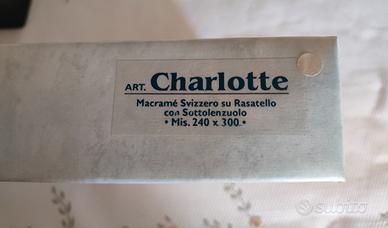 ART. Charlotte
Macramé Svizzero su Rasatello
con Sottolenzuolo
• Mis. 240 x 300 •
subito